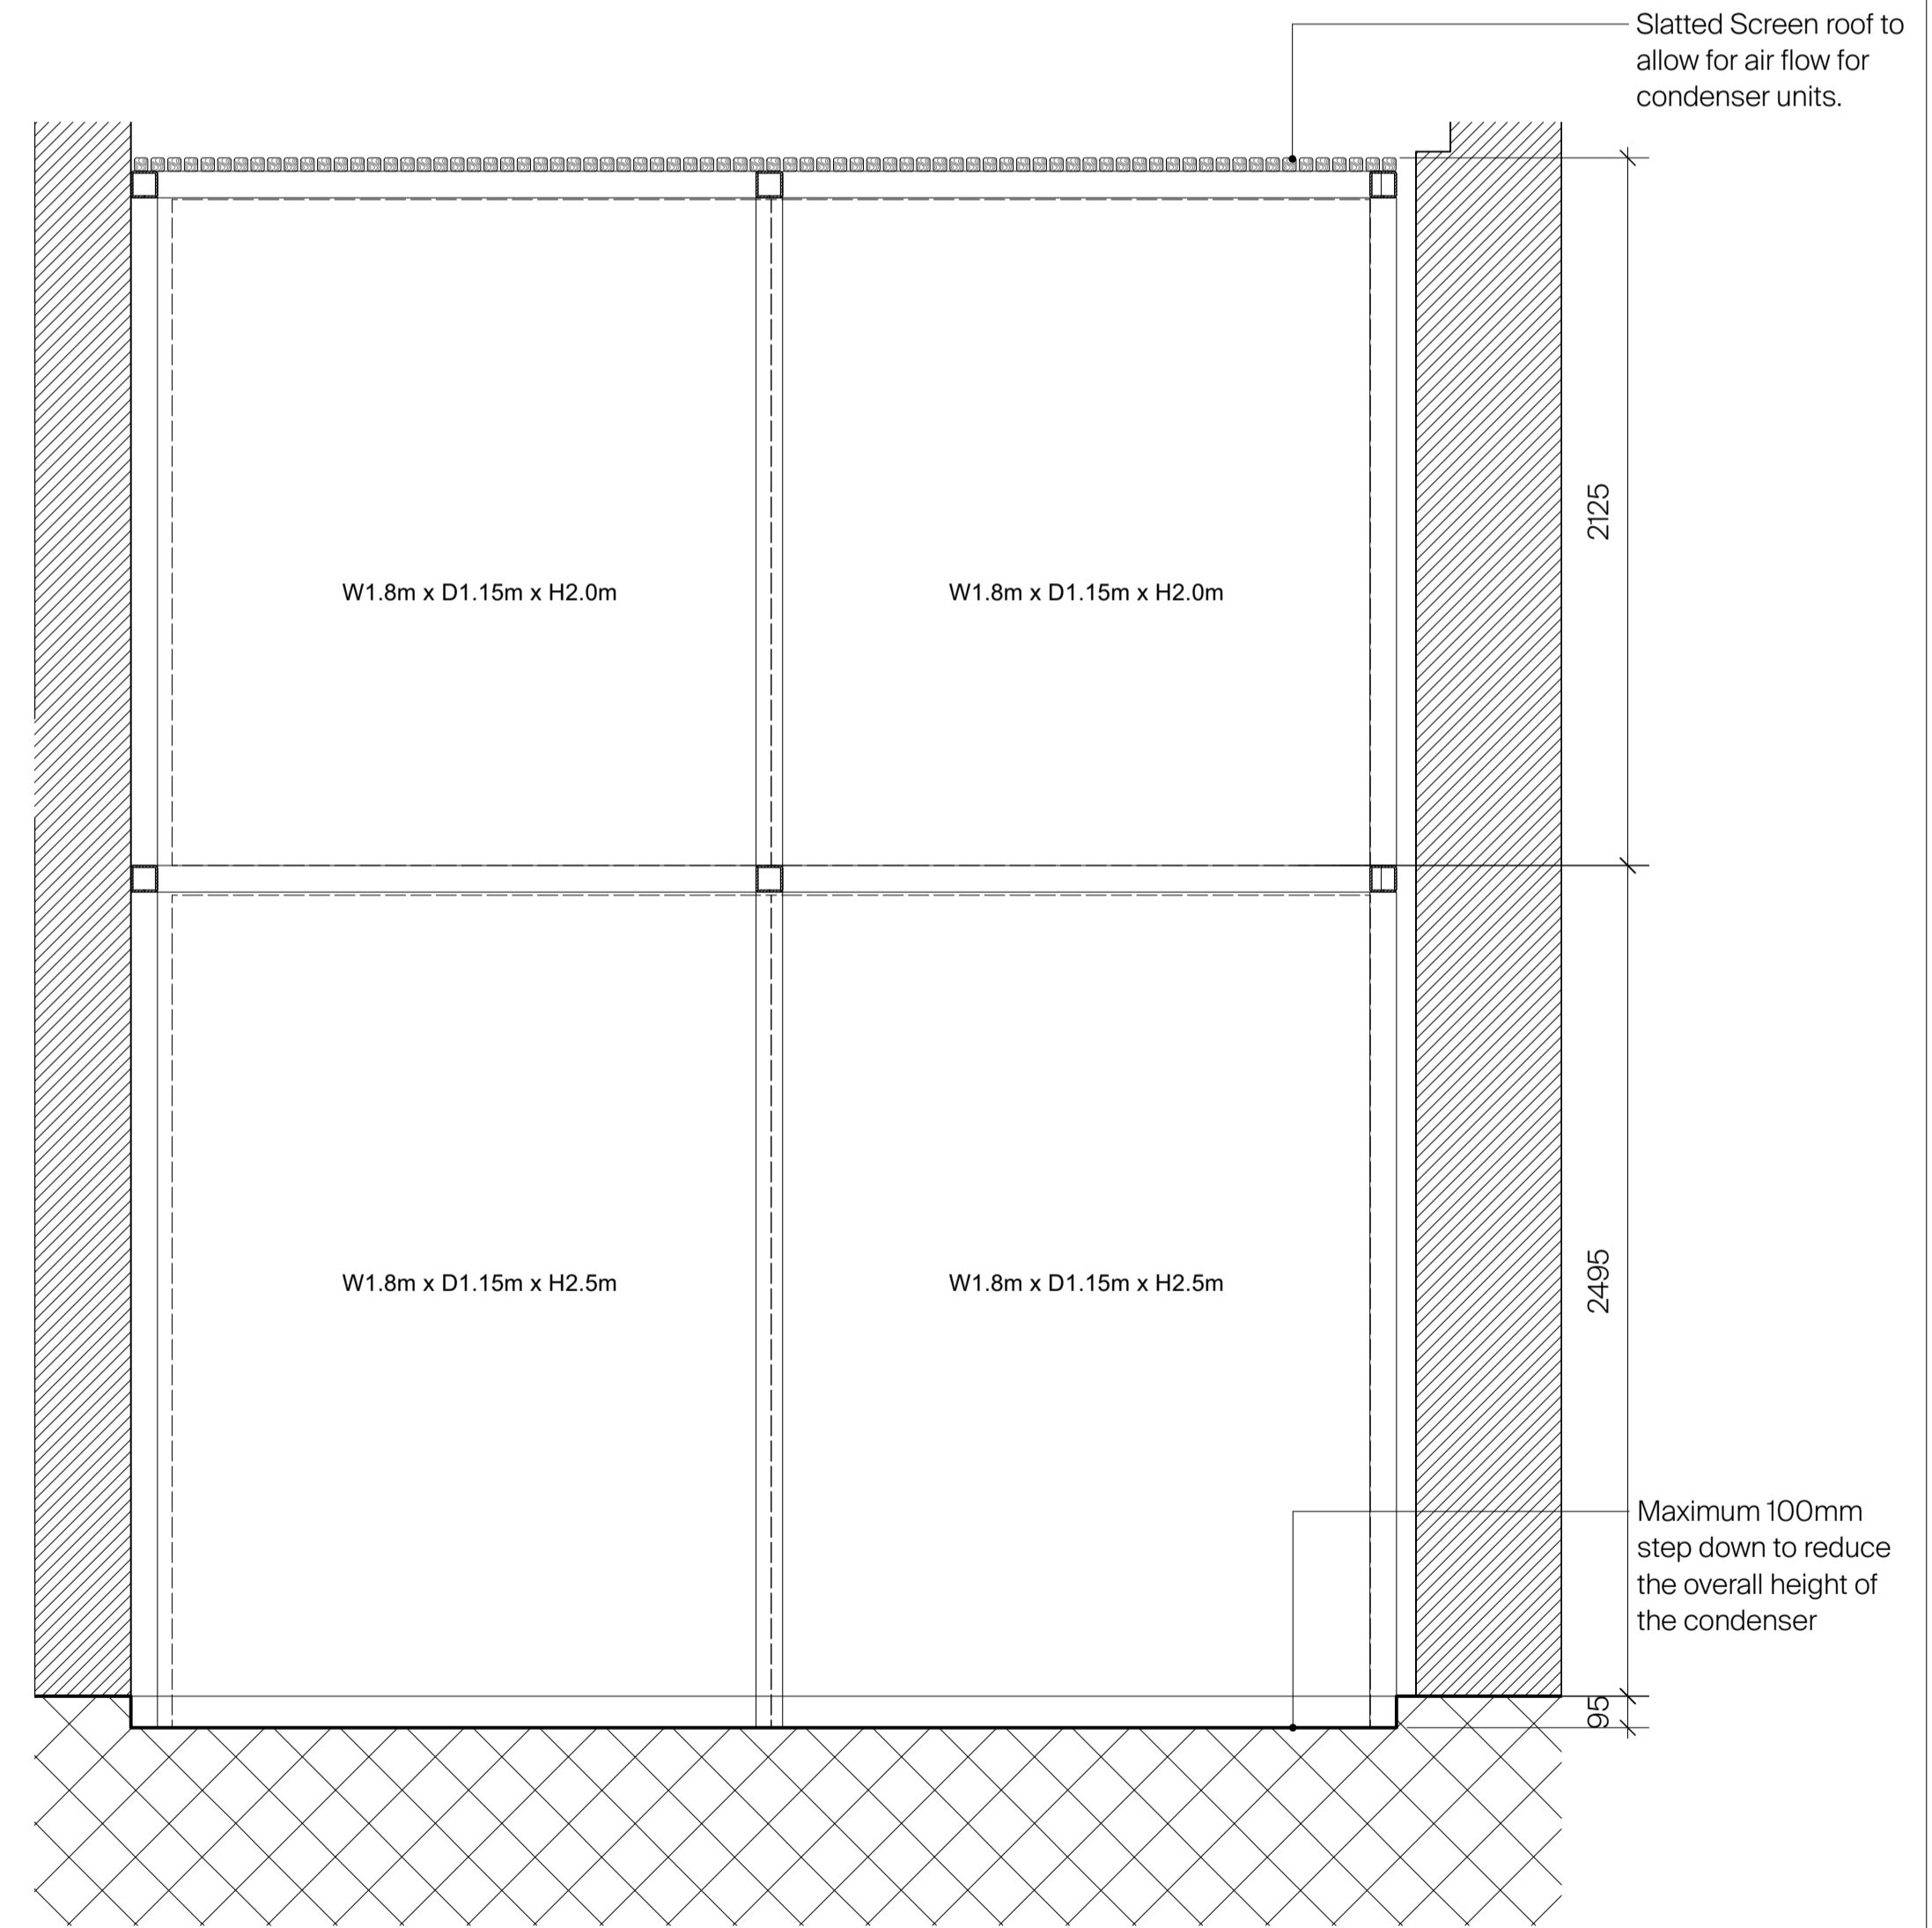 Slatted Screen roof to
allow for air flow for
condenser units.
2125
W1.8m x D1.15m x H2.0m
W1.8m x D1.15m x H2.0m
2495
W1.8m x D1.15m x H2.5m
W1.8m x D1.15m x H2.5m
Maximum 100mm
step down to reduce
the overall height of
the condenser
95